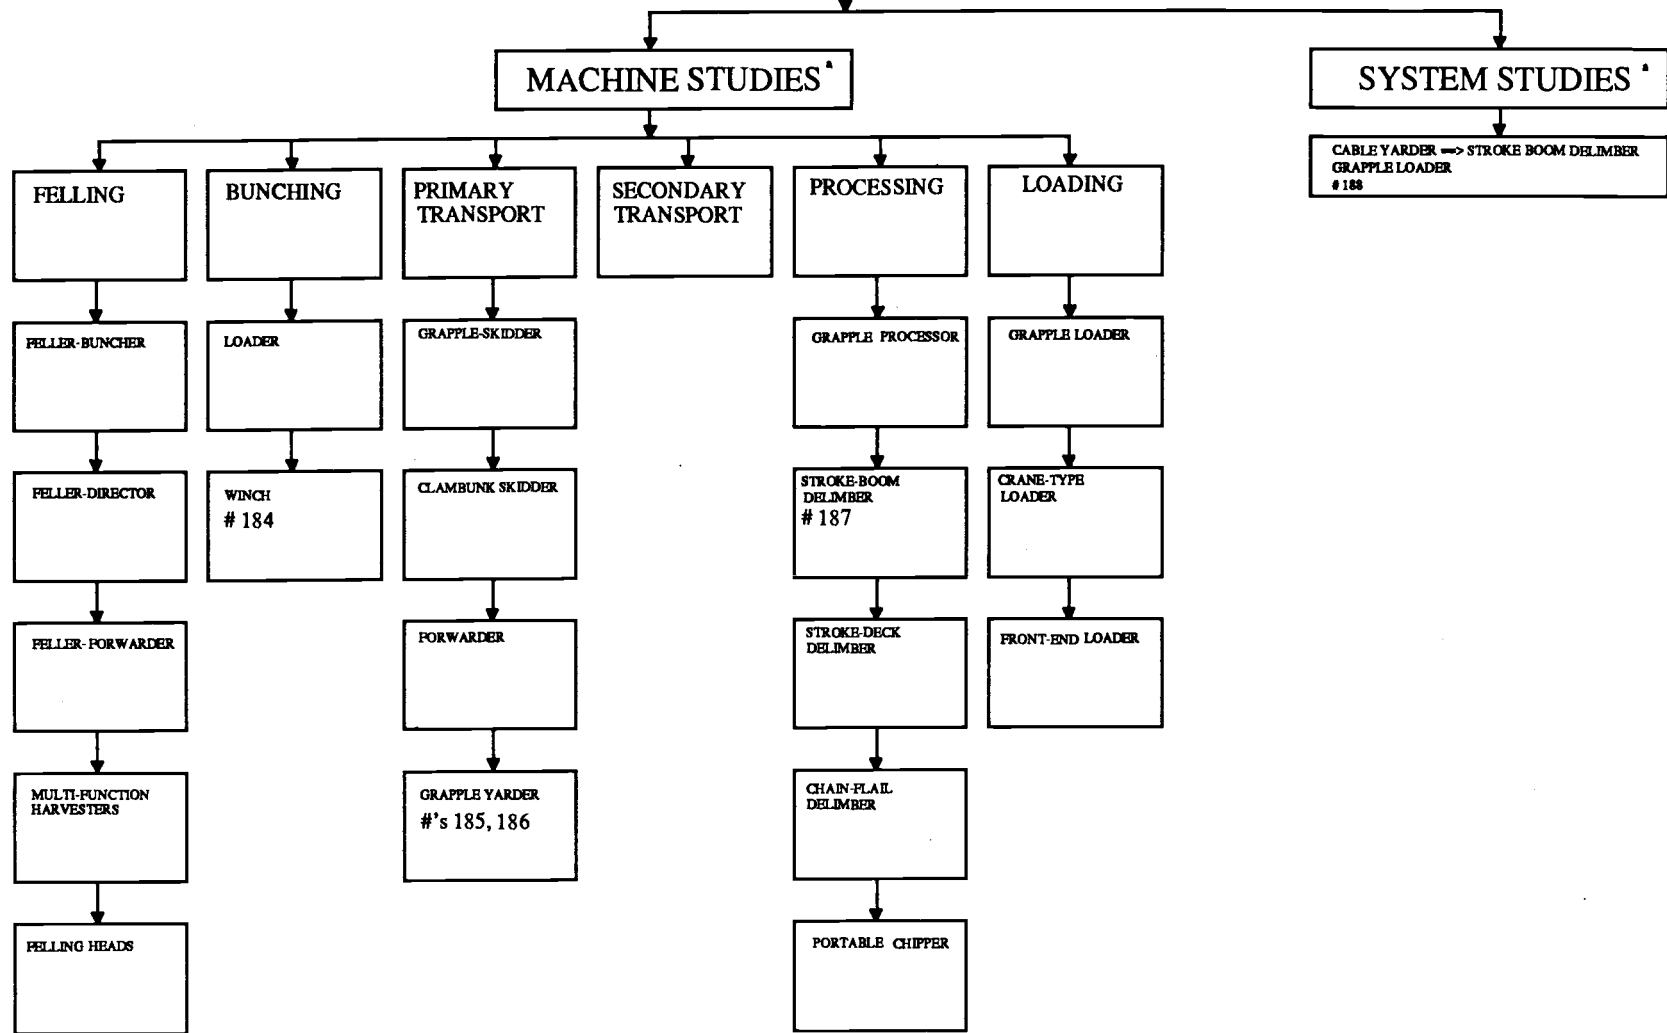 MACHINE STUDIES a
SYSTEM STUDIES a
CABLE YARDER ==> STROKE BOOM DELIMBER
GRAPPLE LOADER
# 188
FELLING
BUNCHING
PRIMARY
TRANSPORT
SECONDARY
TRANSPORT
PROCESSING
LOADING
FELLER-BUNCHER
LOADER
GRAPPLE-SKIDDER
GRAPPLE PROCESSOR
GRAPPLE LOADER
FELLER-DIRECTOR
WINCH
# 184
CLAMBUNK SKIDDER
STROKE-BOOM
DELIMBER
# 187
CRANE-TYPE
LOADER
FELLER-FORWARDER
FORWARDER
STROKE-DECK
DELIMBER
FRONT-END LOADER
MULTI-FUNCTION
HARVESTERS
GRAPPLE YARDER
#'s 185, 186
CHAIN-FLAIL
DELIMBER
FELLING HEADS
PORTABLE CHIPPER